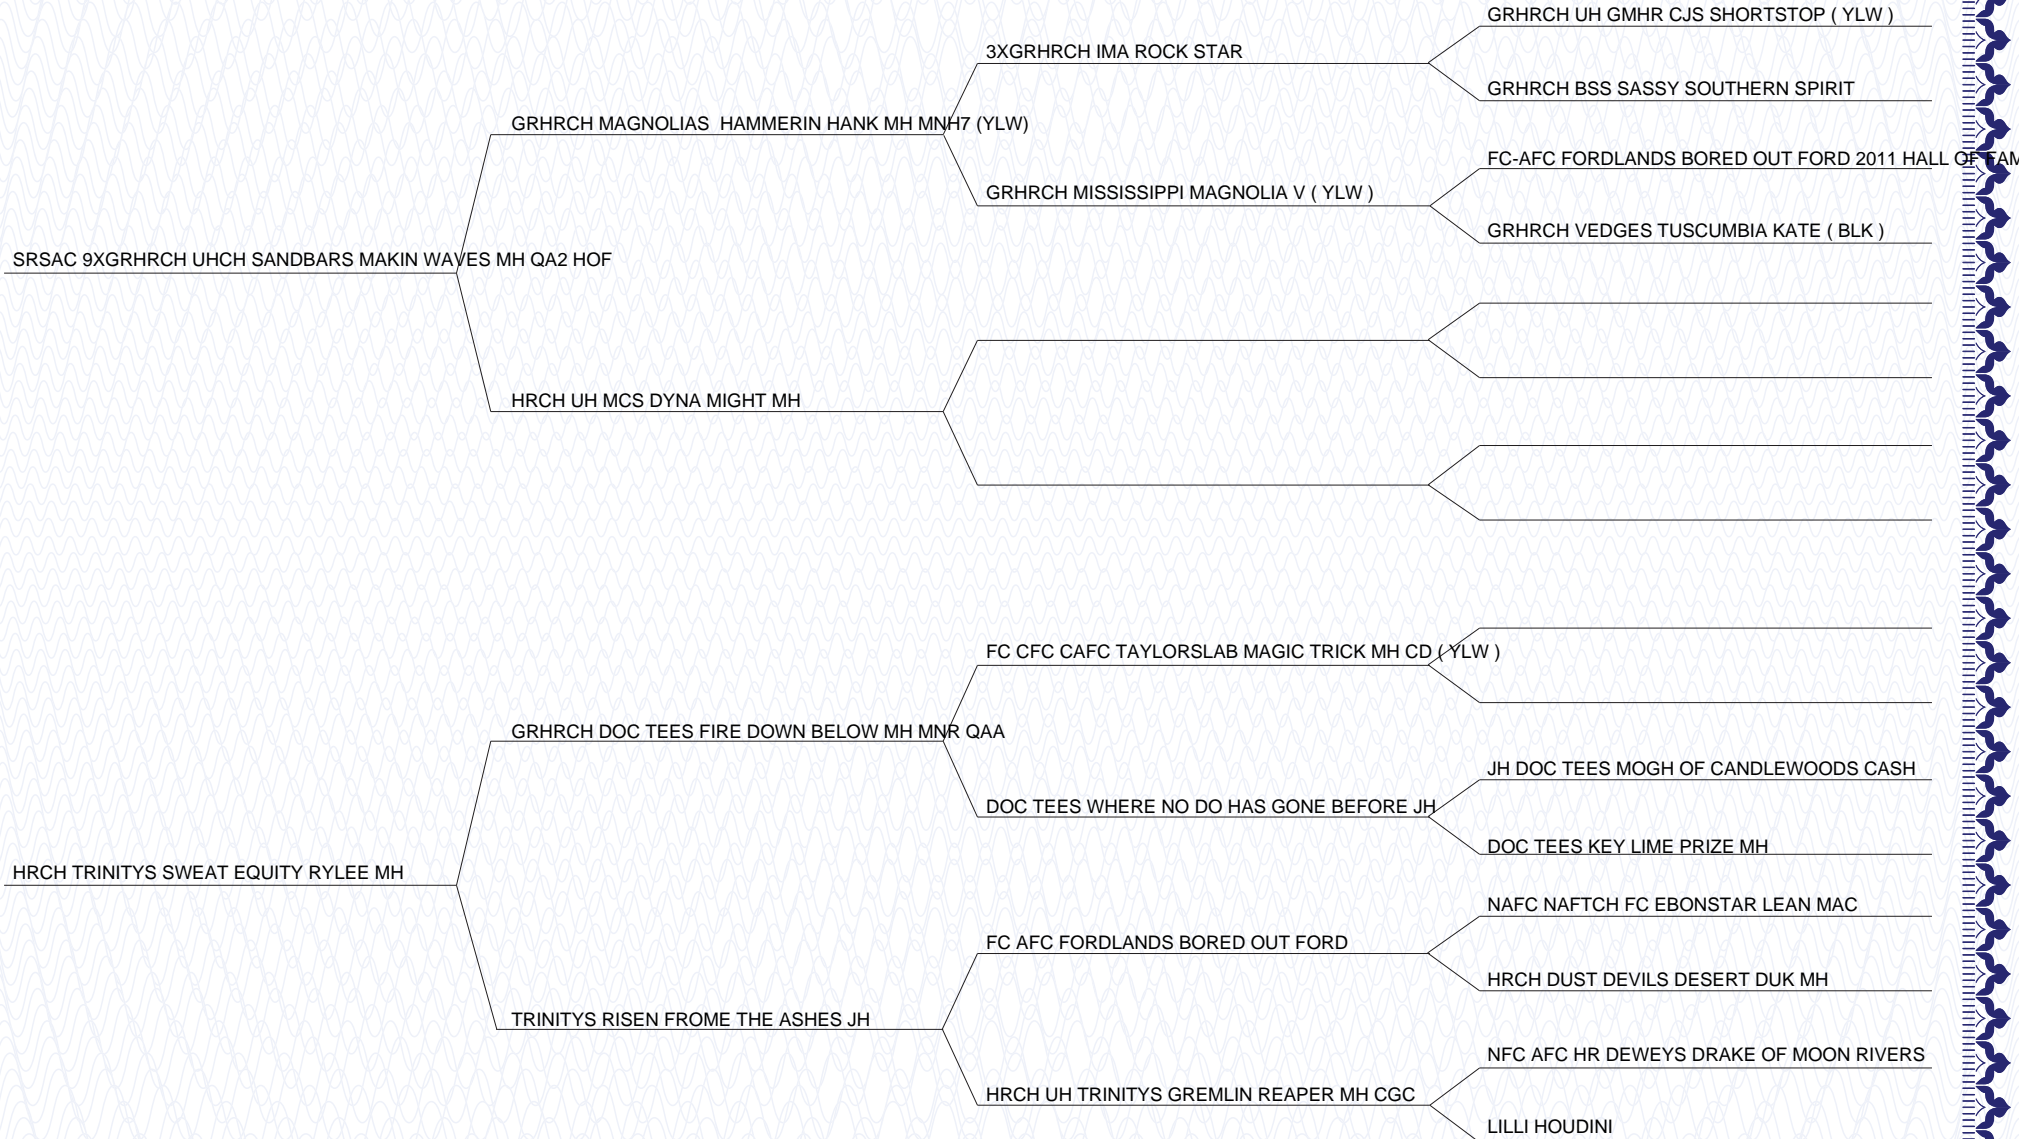 GRHRCH UH GMHR CJS SHORTSTOP ( YLW )
3XGRHRCH IMA ROCK STAR
GRHRCH BSS SASSY SOUTHERN SPIRIT
GRHRCH MAGNOLIAS  HAMMERIN HANK MH MNH7 (YLW)
FC-AFC FORDLANDS BORED OUT FORD 2011 HALL OF FAM
GRHRCH MISSISSIPPI MAGNOLIA V ( YLW )
GRHRCH VEDGES TUSCUMBIA KATE ( BLK )
SRSAC 9XGRHRCH UHCH SANDBARS MAKIN WAVES MH QA2 HOF
HRCH UH MCS DYNA MIGHT MH
FC CFC CAFC TAYLORSLAB MAGIC TRICK MH CD ( YLW )
GRHRCH DOC TEES FIRE DOWN BELOW MH MNR QAA
JH DOC TEES MOGH OF CANDLEWOODS CASH
DOC TEES WHERE NO DO HAS GONE BEFORE JH
DOC TEES KEY LIME PRIZE MH
HRCH TRINITYS SWEAT EQUITY RYLEE MH
NAFC NAFTCH FC EBONSTAR LEAN MAC
FC AFC FORDLANDS BORED OUT FORD
HRCH DUST DEVILS DESERT DUK MH
TRINITYS RISEN FROME THE ASHES JH
NFC AFC HR DEWEYS DRAKE OF MOON RIVERS
HRCH UH TRINITYS GREMLIN REAPER MH CGC
LILLI HOUDINI